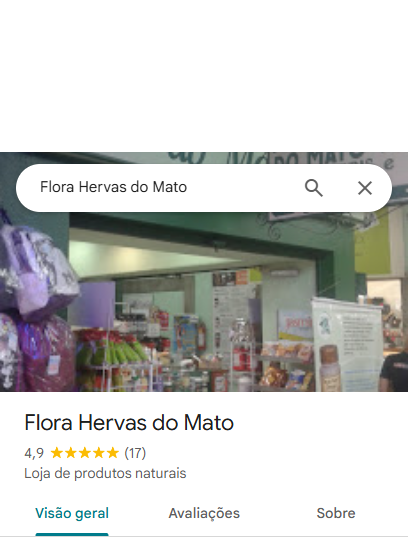 Flora Hervas do Mato
Flora Hervas do Mato
4,9 ★★★★★ (17)
Loja de produtos naturais
Visão geral
Avaliações
Sobre